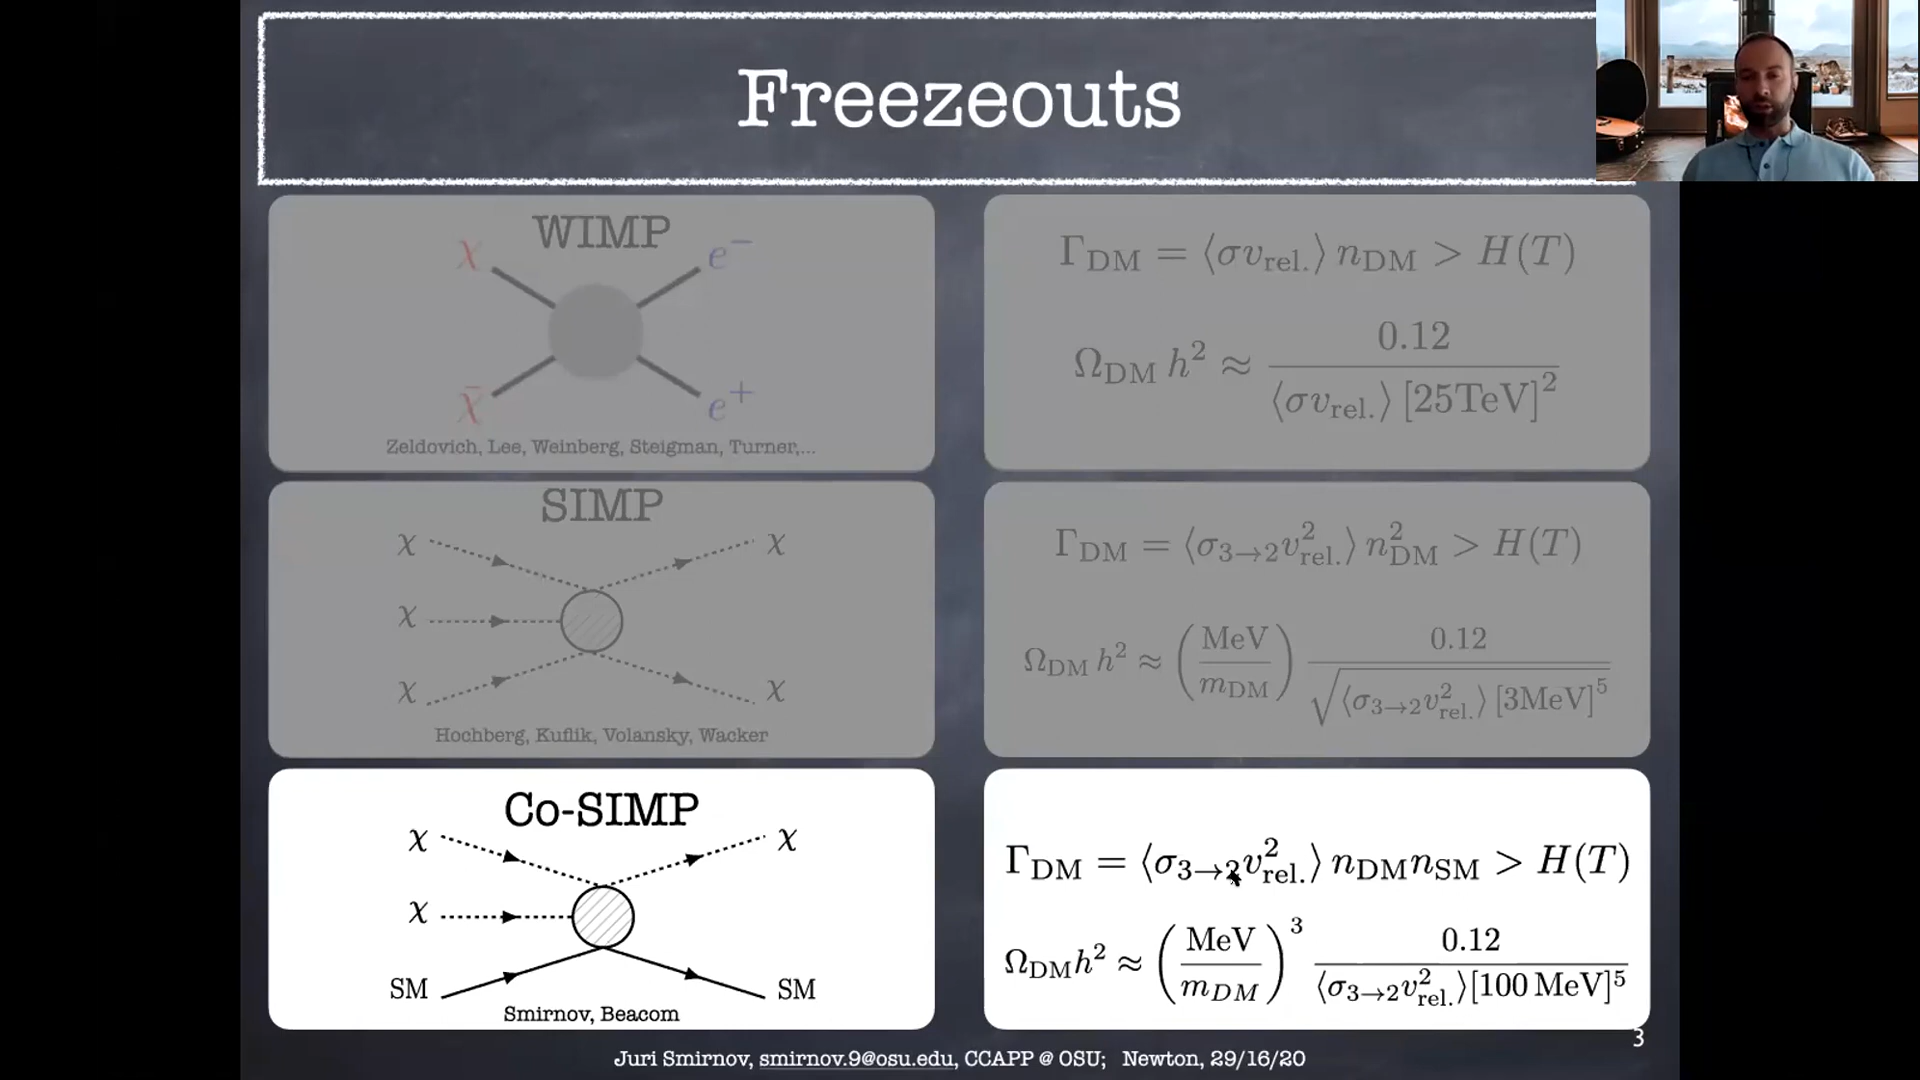 Freezeouts
WIMP
χ e⁻
χ̄ e⁺
Zeldovich, Lee, Weinberg, Steigman, Turner,...
Γ_DM = ⟨σv_rel.⟩ n_DM > H(T)
Ω_DM h² ≈ 0.12 / ⟨σv_rel.⟩ [25TeV]²
SIMP
χ χ
χ
χ χ
Hochberg, Kuflik, Volansky, Wacker
Γ_DM = ⟨σ_3→2 v²_rel.⟩ n²_DM > H(T)
Ω_DM h² ≈ (MeV / m_DM) 0.12 / √(⟨σ_3→2 v²_rel.⟩ [3MeV]⁵)
Co-SIMP
χ χ
χ
SM SM
Smirnov, Beacom
Γ_DM = ⟨σ_3→2 v²_rel.⟩ n_DM n_SM > H(T)
Ω_DM h² ≈ (MeV / m_DM)³ 0.12 / ⟨σ_3→2 v²_rel.⟩[100 MeV]⁵
3
Juri Smirnov, smirnov.9@osu.edu, CCAPP @ OSU; Newton, 29/16/20